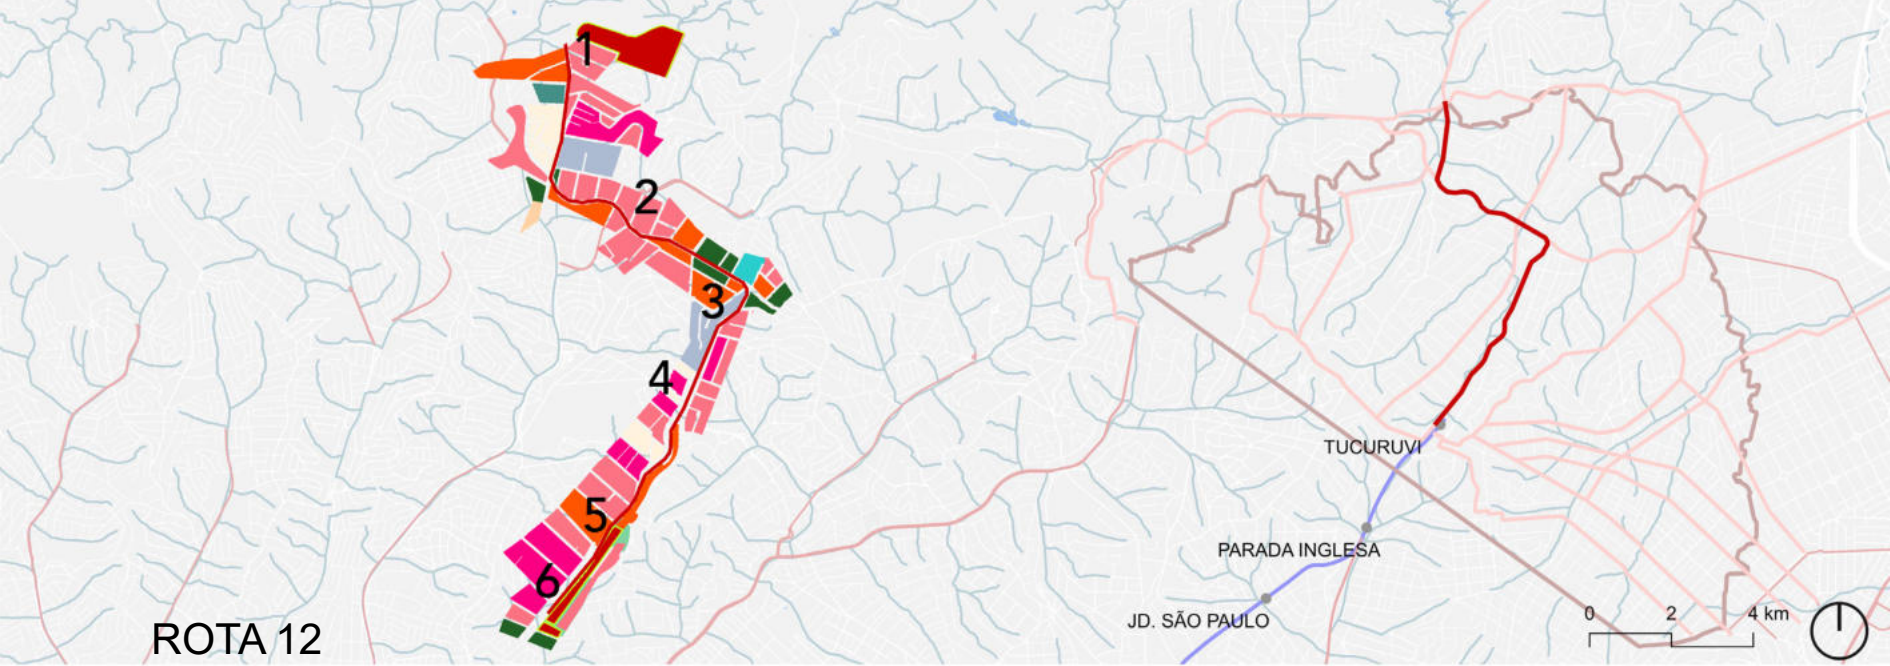 1
2
3
4
5
6
ROTA 12
TUCURUVI
PARADA INGLESA
JD. SÃO PAULO
0 2 4 km